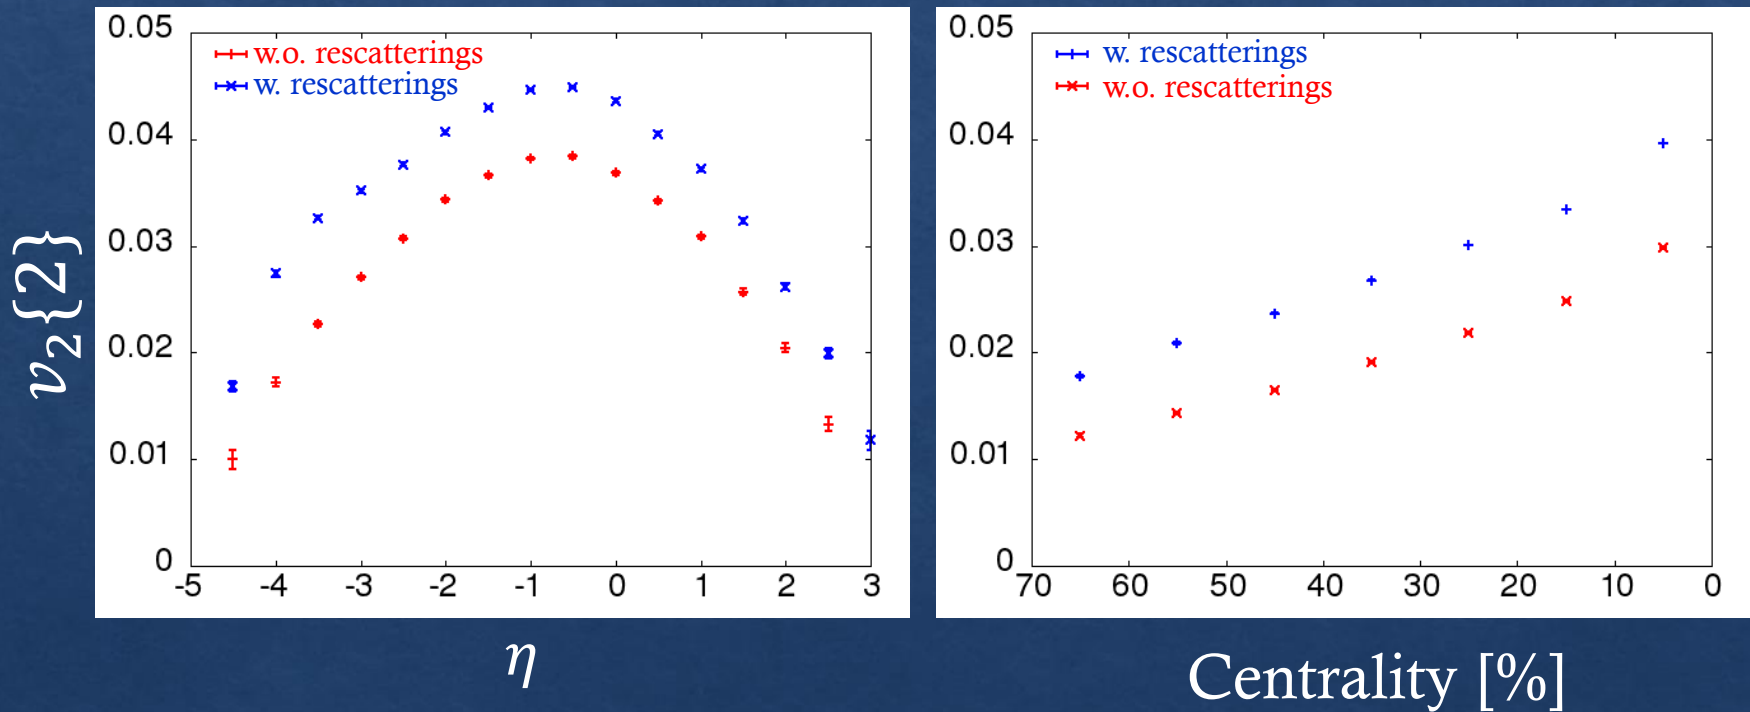 0.05
w.o. rescatterings
w. rescatterings
0.04
0.03
0.02
0.01
0
-5 -4 -3 -2 -1 0 1 2 3
η
v₂{2}
0.05
w. rescatterings
w.o. rescatterings
0.04
0.03
0.02
0.01
0
70 60 50 40 30 20 10 0
Centrality [%]